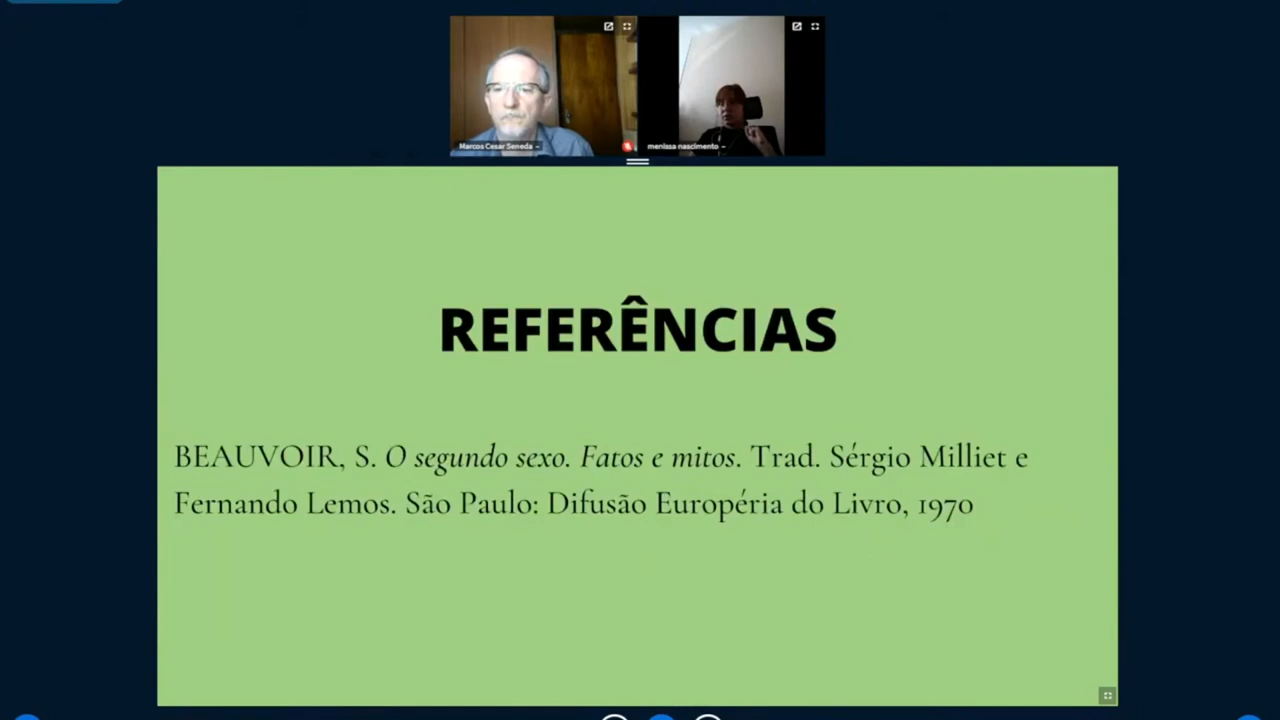 Marcos Cesar Seneda
menissa nascimento
REFERÊNCIAS
BEAUVOIR, S. O segundo sexo. Fatos e mitos. Trad. Sérgio Milliet e
Fernando Lemos. São Paulo: Difusão Européria do Livro, 1970